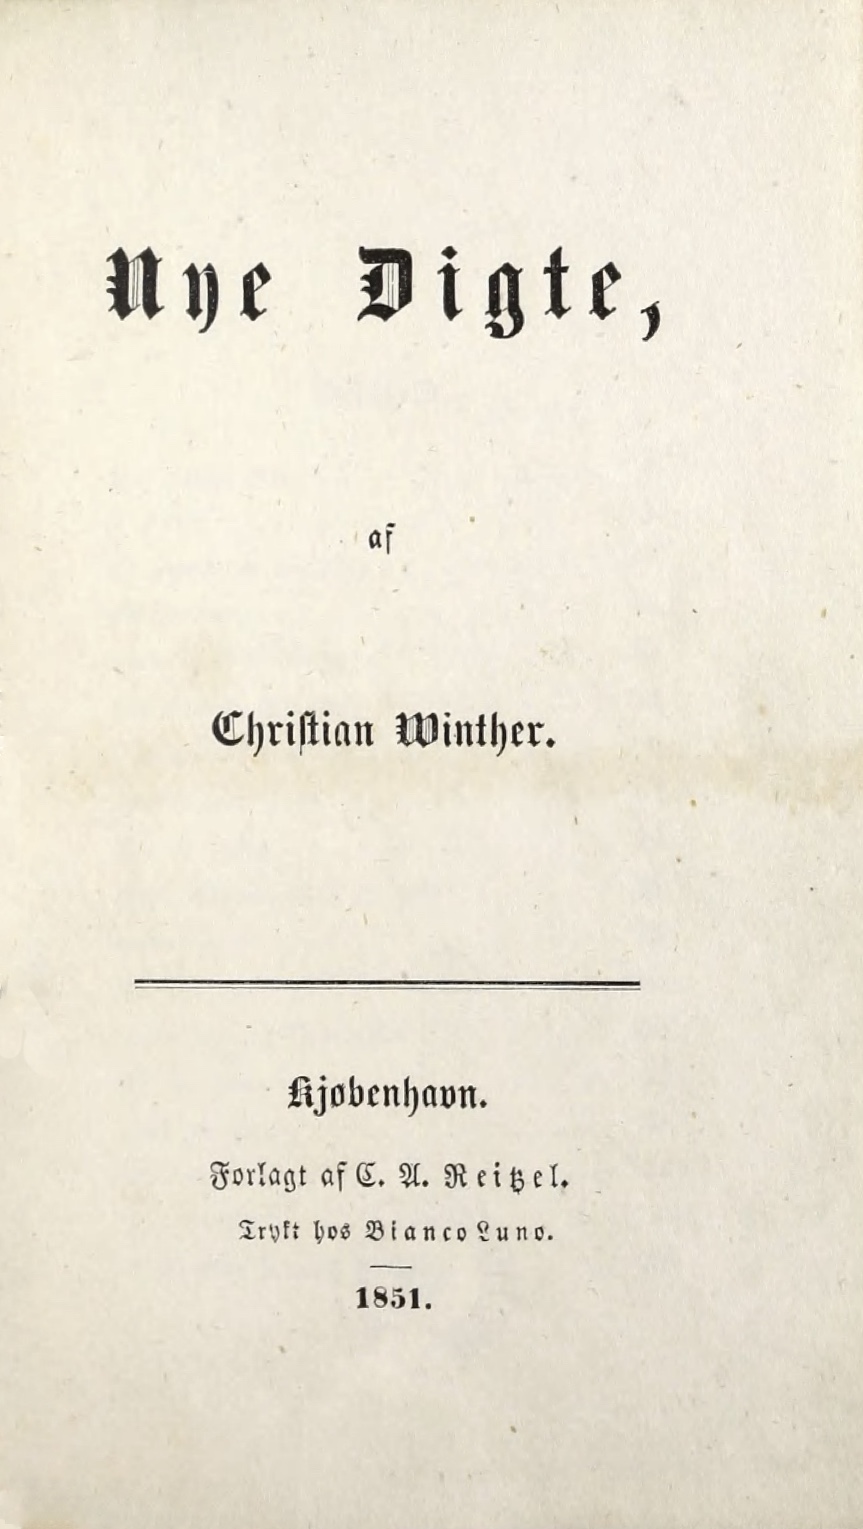 Nye Digte,
af
Christian Winther.
Kjøbenhavn.
Forlagt af C. A. Reitzel.
Trykt hos Bianco Luno.
1851.